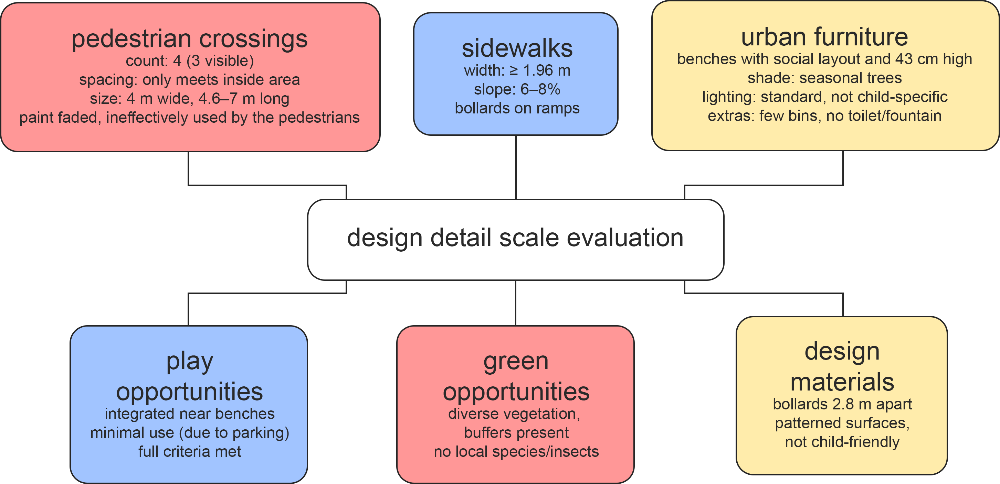 pedestrian crossings
count: 4 (3 visible)
spacing: only meets inside area
size: 4 m wide, 4.6–7 m long
paint faded, ineffectively used by the pedestrians
sidewalks
width: ≥ 1.96 m
slope: 6–8%
bollards on ramps
urban furniture
benches with social layout and 43 cm high
shade: seasonal trees
lighting: standard, not child-specific
extras: few bins, no toilet/fountain
design detail scale evaluation
play
opportunities
integrated near benches
minimal use (due to parking)
full criteria met
green
opportunities
diverse vegetation,
buffers present
no local species/insects
design
materials
bollards 2.8 m apart
patterned surfaces,
not child-friendly